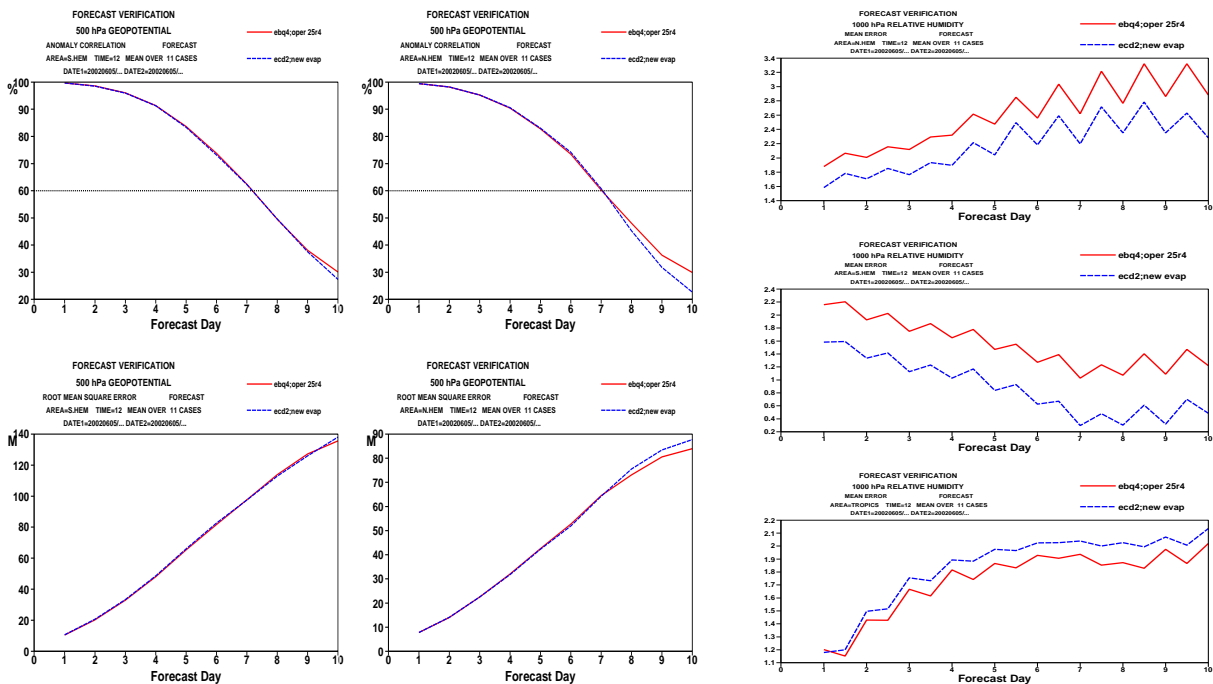 FORECAST VERIFICATION
500 hPa GEOPOTENTIAL
ANOMALY CORRELATION FORECAST
AREA=S.HEM TIME=12 MEAN OVER 11 CASES
DATE1=20020605/... DATE2=20020605/...
ebq4;oper 25r4
ecd2;new evap
%
100
90
80
70
60
50
40
30
20
0 1 2 3 4 5 6 7 8 9 10
Forecast Day
FORECAST VERIFICATION
500 hPa GEOPOTENTIAL
ANOMALY CORRELATION FORECAST
AREA=N.HEM TIME=12 MEAN OVER 11 CASES
DATE1=20020605/... DATE2=20020605/...
ebq4;oper 25r4
ecd2;new evap
%
100
90
80
70
60
50
40
30
20
0 1 2 3 4 5 6 7 8 9 10
Forecast Day
FORECAST VERIFICATION
500 hPa GEOPOTENTIAL
ROOT MEAN SQUARE ERROR FORECAST
AREA=S.HEM TIME=12 MEAN OVER 11 CASES
DATE1=20020605/... DATE2=20020605/...
ebq4;oper 25r4
ecd2;new evap
M
140
120
100
80
60
40
20
0
0 1 2 3 4 5 6 7 8 9 10
Forecast Day
FORECAST VERIFICATION
500 hPa GEOPOTENTIAL
ROOT MEAN SQUARE ERROR FORECAST
AREA=N.HEM TIME=12 MEAN OVER 11 CASES
DATE1=20020605/... DATE2=20020605/...
ebq4;oper 25r4
ecd2;new evap
M
90
80
70
60
50
40
30
20
10
0
0 1 2 3 4 5 6 7 8 9 10
Forecast Day
FORECAST VERIFICATION
1000 hPa RELATIVE HUMIDITY
MEAN ERROR FORECAST
AREA=N.HEM TIME=12 MEAN OVER 11 CASES
DATE1=20020605/... DATE2=20020605/...
ebq4;oper 25r4
ecd2;new evap
3.4
3.2
3
2.8
2.6
2.4
2.2
2
1.8
1.6
1.4
0 1 2 3 4 5 6 7 8 9 10
Forecast Day
FORECAST VERIFICATION
1000 hPa RELATIVE HUMIDITY
MEAN ERROR FORECAST
AREA=S.HEM TIME=12 MEAN OVER 11 CASES
DATE1=20020605/... DATE2=20020605/...
ebq4;oper 25r4
ecd2;new evap
2.4
2.2
2
1.8
1.6
1.4
1.2
1
0.8
0.6
0.4
0.2
0 1 2 3 4 5 6 7 8 9 10
Forecast Day
FORECAST VERIFICATION
1000 hPa RELATIVE HUMIDITY
MEAN ERROR FORECAST
AREA=TROPICS TIME=12 MEAN OVER 11 CASES
DATE1=20020605/... DATE2=20020605/...
ebq4;oper 25r4
ecd2;new evap
2.2
2.1
2
1.9
1.8
1.7
1.6
1.5
1.4
1.3
1.2
1.1
0 1 2 3 4 5 6 7 8 9 10
Forecast Day